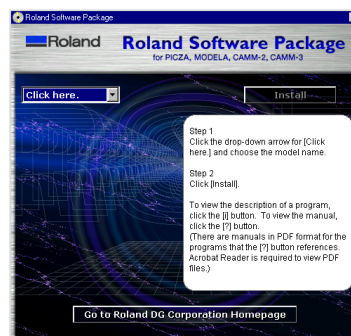 Roland Software Package
Roland
Roland Software Package
for PICZA, MODELA, CAMM-2, CAMM-3
Click here.
Install
Step 1
Click the drop-down arrow for [Click
here.] and choose the model name.
Step 2
Click [Install].
To view the description of a program,
click the [i] button. To view the manual,
click the [?] button.
(There are manuals in PDF format for the
programs that the [?] button references.
Acrobat Reader is required to view PDF
files.)
Go to Roland DG Corporation Homepage